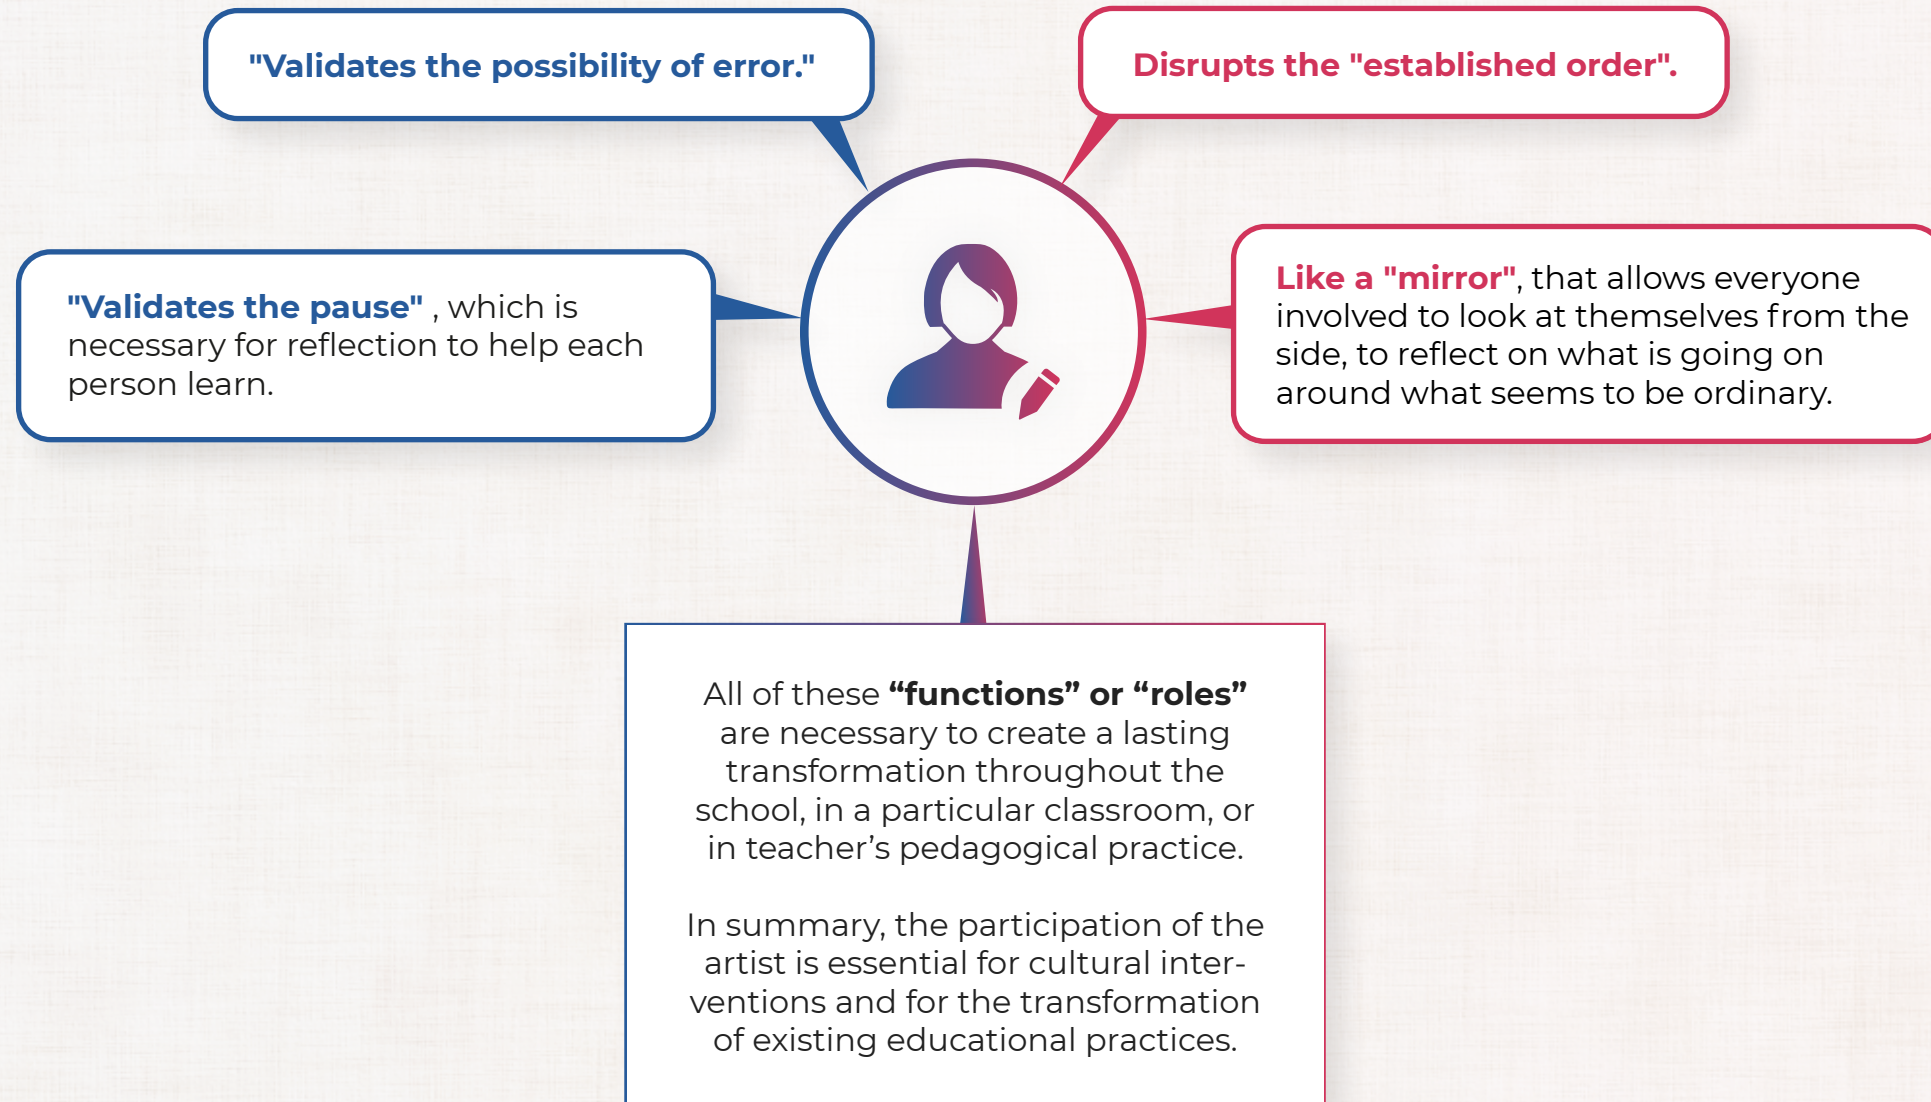 "Validates the possibility of error."
Disrupts the "established order".
"Validates the pause" , which is
necessary for reflection to help each
person learn.
Like a "mirror", that allows everyone
involved to look at themselves from the
side, to reflect on what is going on
around what seems to be ordinary.
All of these “functions” or “roles”
are necessary to create a lasting
transformation throughout the
school, in a particular classroom, or
in teacher’s pedagogical practice.
In summary, the participation of the
artist is essential for cultural inter-
ventions and for the transformation
of existing educational practices.